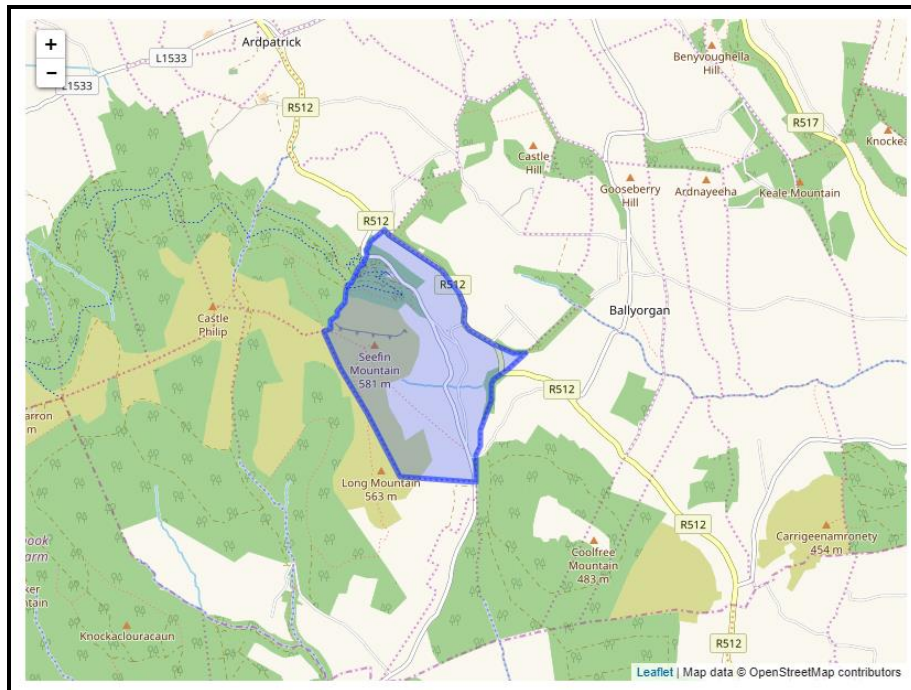 +
−
Ardpatrick
L1533
L1533
R512
Benyvoughella
Hill
R517
Castle
Hill
Gooseberry
Hill
Ardnayeeha
Keale Mountain
R512
R512
Castle
Philip
Ballyorgan
Seefin
Mountain
581 m
R512
Long Mountain
563 m
R512
Coolfree
Mountain
483 m
Carrigeenamronety
454 m
Knockaclouracaun
R512
Leaflet | Map data © OpenStreetMap contributors